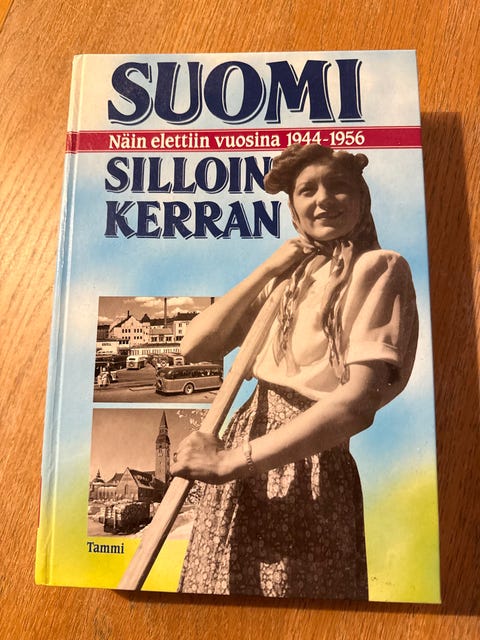 SUOMI
Näin elettiin vuosina 1944-1956
SILLOIN
KERRAN
Tammi